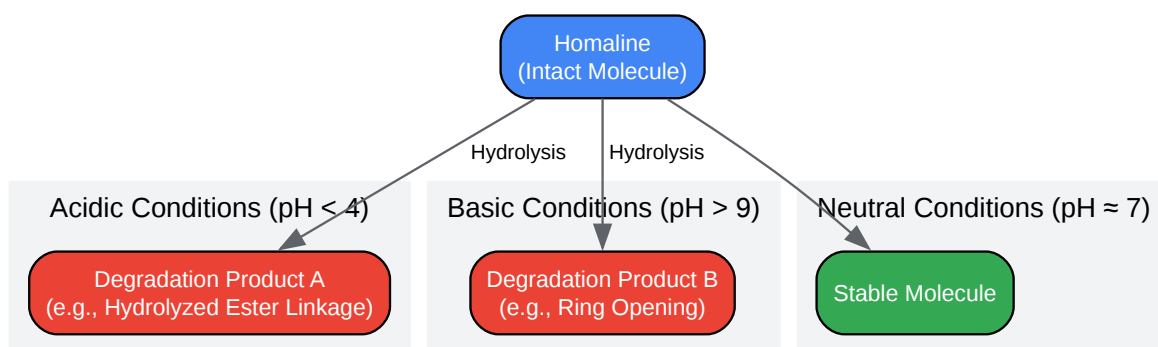 Homaline
(Intact Molecule)
Hydrolysis
Hydrolysis
Acidic Conditions (pH < 4)
Basic Conditions (pH > 9)
Neutral Conditions (pH ≈ 7)
Degradation Product A
(e.g., Hydrolyzed Ester Linkage)
Degradation Product B
(e.g., Ring Opening)
Stable Molecule